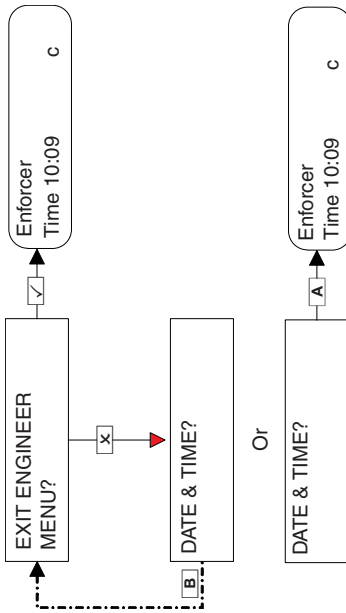 EXIT ENGINEER
MENU?
✓
Enforcer
Time 10:09 c
x
B
DATE & TIME?
Or
DATE & TIME?
A
Enforcer
Time 10:09 c